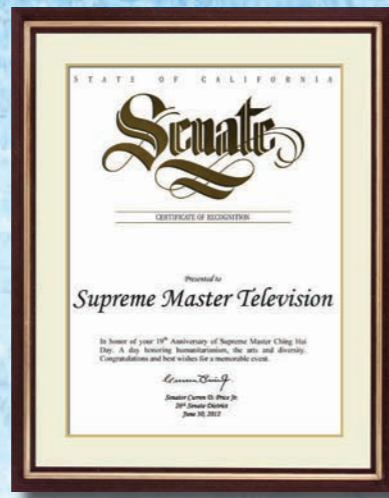 STATE OF CALIFORNIA
Senate
CERTIFICATE OF RECOGNITION
Presented to
Supreme Master Television
In honor of your 19th Anniversary of Supreme Master Ching Hai
Day. A day honoring humanitarianism, the arts and diversity.
Congratulations and best wishes for a memorable event.
Senator Curren D. Price Jr.
26th Senate District
June 30, 2012